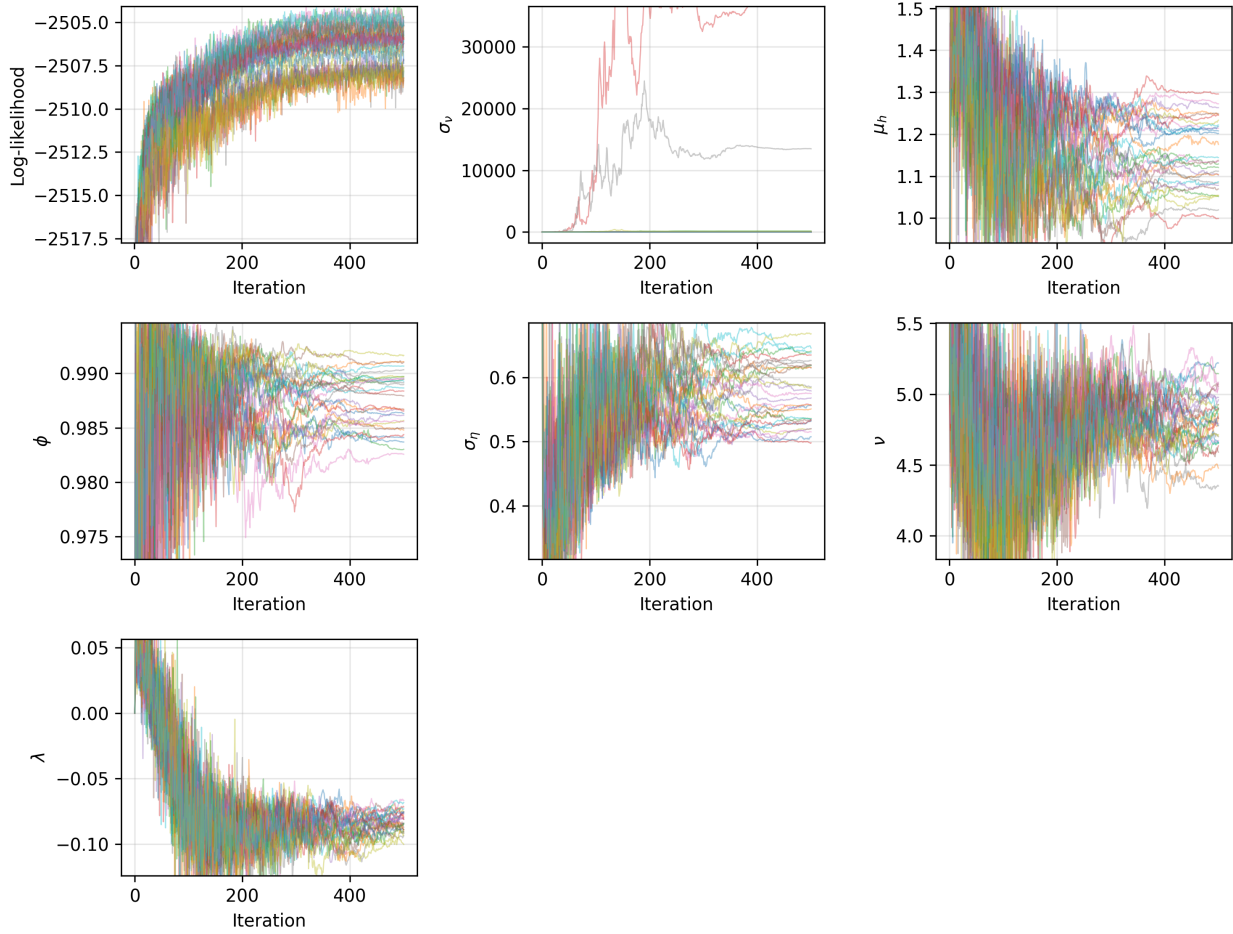 Log-likelihood
−2505.0
−2507.5
−2510.0
−2512.5
−2515.0
−2517.5
0 200 400
Iteration
σ_ν
30000
20000
10000
0
0 200 400
Iteration
μ_h
1.5
1.4
1.3
1.2
1.1
1.0
0 200 400
Iteration
ϕ
0.990
0.985
0.980
0.975
0 200 400
Iteration
σ_η
0.6
0.5
0.4
0 200 400
Iteration
ν
5.5
5.0
4.5
4.0
0 200 400
Iteration
λ
0.05
0.00
−0.05
−0.10
0 200 400
Iteration